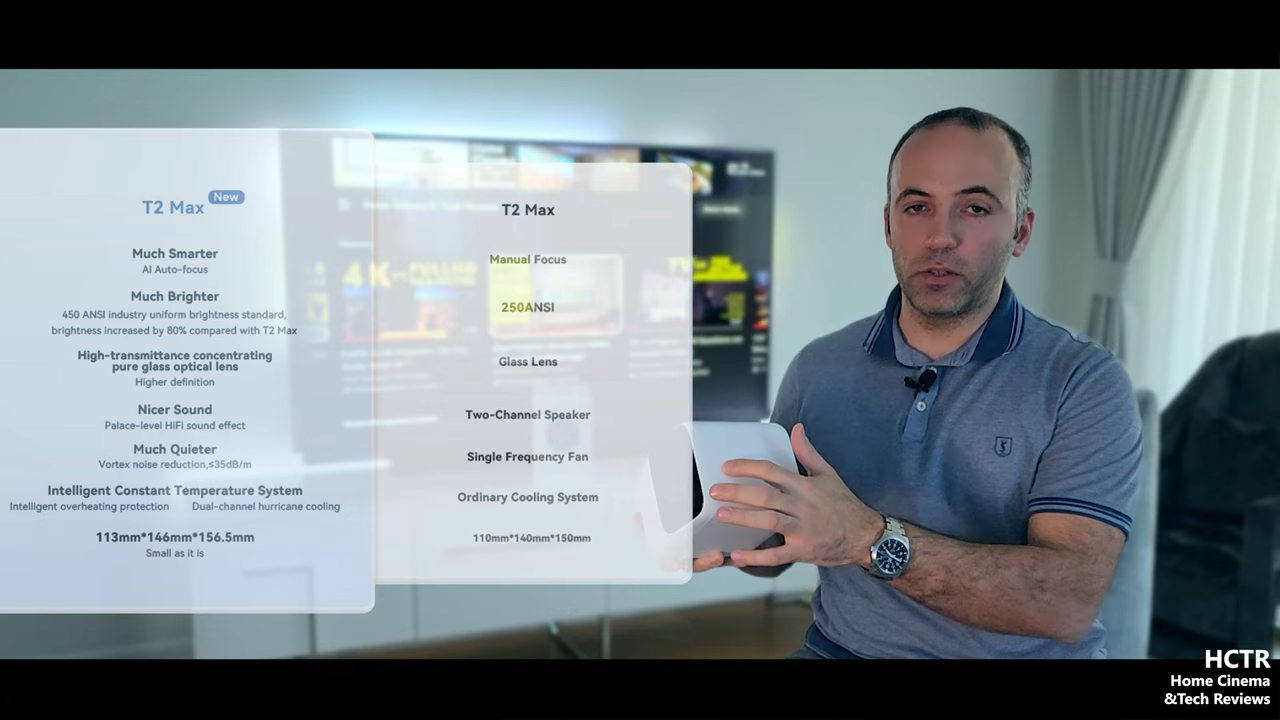 T2 Max New
Much Smarter
AI Auto-focus
Much Brighter
450 ANSI industry uniform brightness standard,
brightness increased by 80% compared with T2 Max
High-transmittance concentrating
pure glass optical lens
Higher definition
Nicer Sound
Palace-level HiFi sound effect
Much Quieter
Vortex noise reduction,≤35dB/m
Intelligent Constant Temperature System
Intelligent overheating protection Dual-channel hurricane cooling
113mm*146mm*156.5mm
Small as it is
T2 Max
Manual Focus
250ANSI
Glass Lens
Two-Channel Speaker
Single Frequency Fan
Ordinary Cooling System
110mm*140mm*150mm
4K
HCTR
Home Cinema
&Tech Reviews